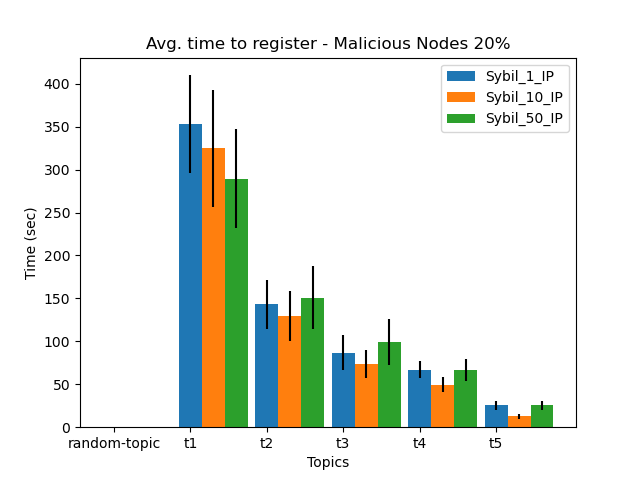 Avg. time to register - Malicious Nodes 20%
Sybil_1_IP
Sybil_10_IP
Sybil_50_IP
Time (sec)
400
350
300
250
200
150
100
50
0
random-topic t1 t2 t3 t4 t5
Topics